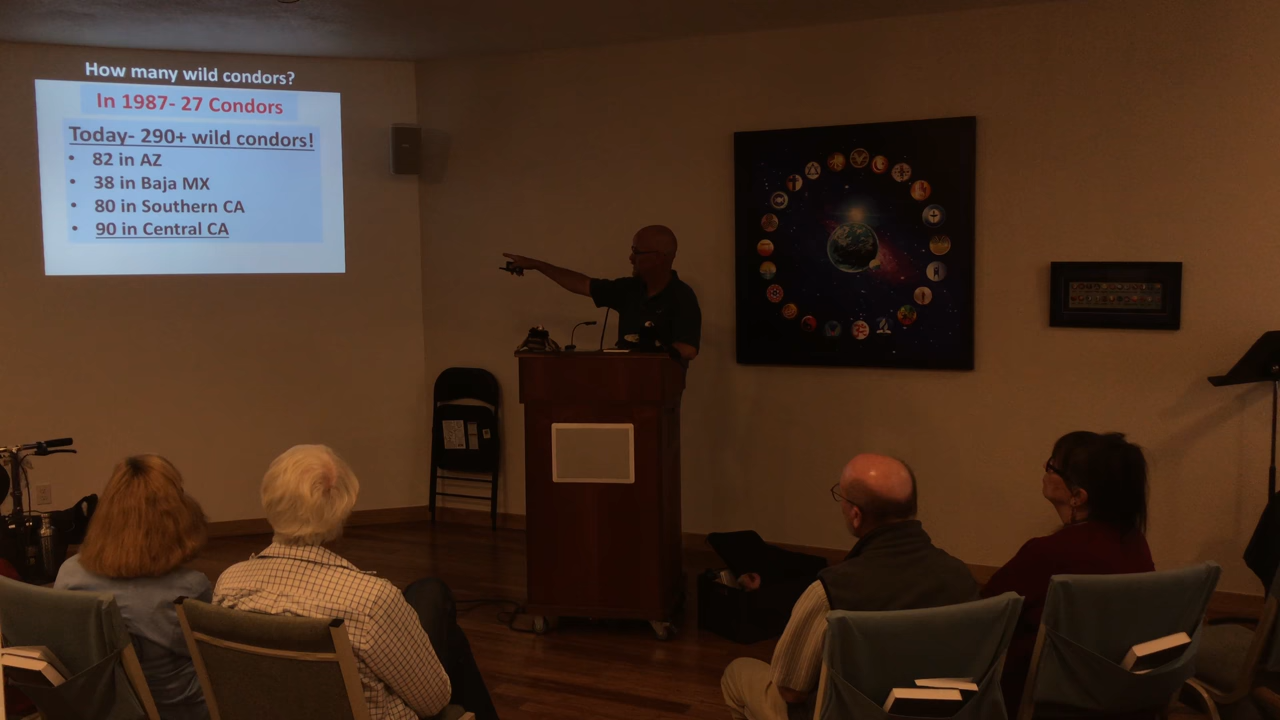 How many wild condors?
In 1987- 27 Condors
Today- 290+ wild condors!
• 82 in AZ
• 38 in Baja MX
• 80 in Southern CA
• 90 in Central CA